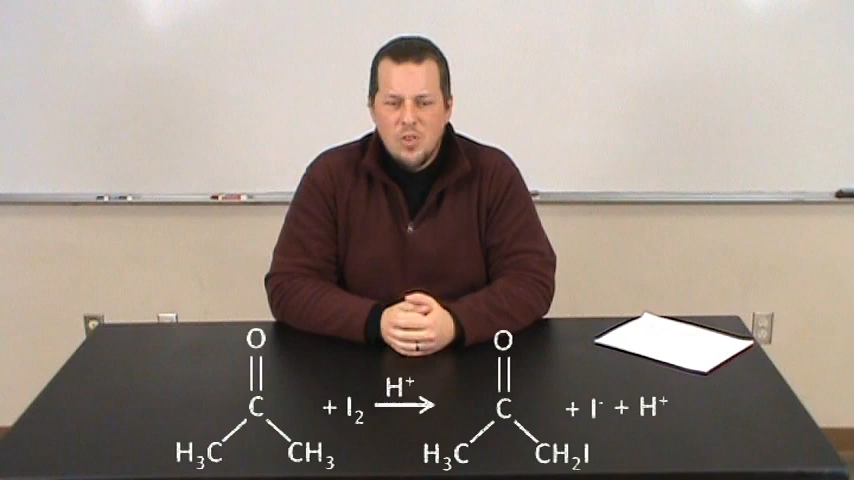 O O
H⁺
C + I₂ → C + I⁻ + H⁺
H₃C CH₃ H₃C CH₂I